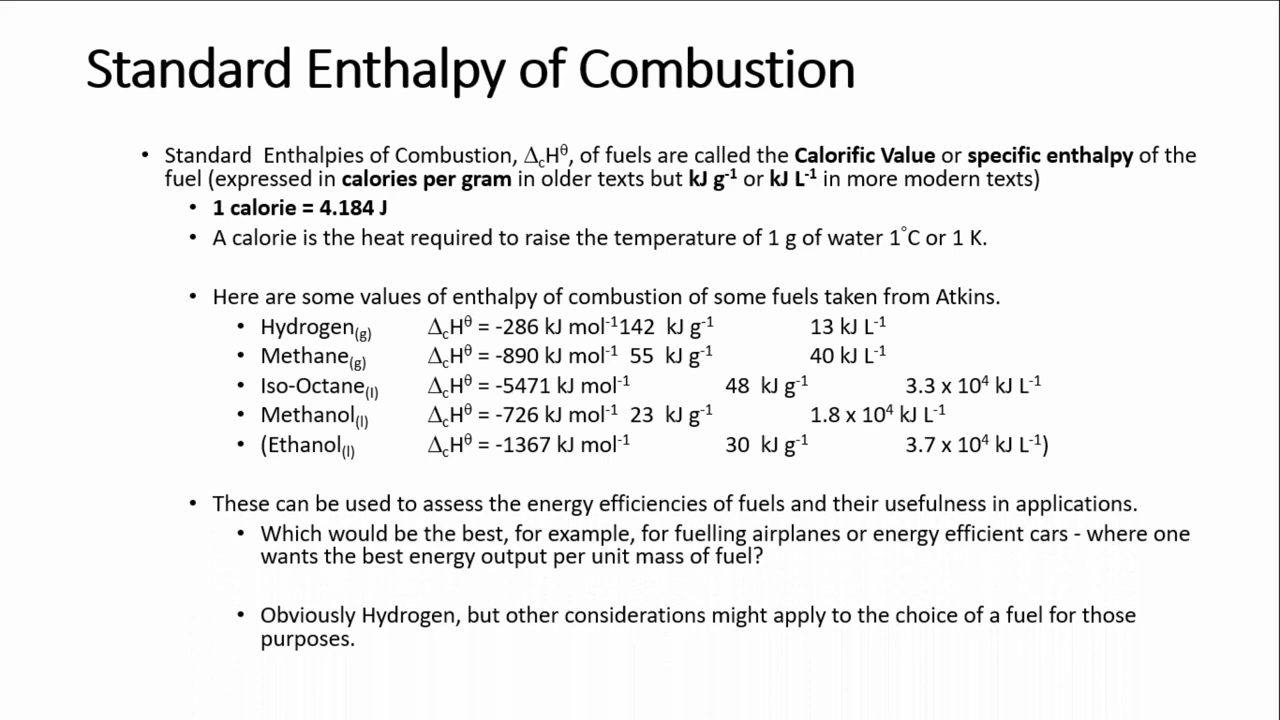 Standard Enthalpy of Combustion
• Standard  Enthalpies of Combustion, ΔcHᶿ, of fuels are called the Calorific Value or specific enthalpy of the
fuel (expressed in calories per gram in older texts but kJ g⁻¹ or kJ L⁻¹ in more modern texts)
• 1 calorie = 4.184 J
• A calorie is the heat required to raise the temperature of 1 g of water 1°C or 1 K.
• Here are some values of enthalpy of combustion of some fuels taken from Atkins.
• Hydrogen(g) ΔcHᶿ = -286 kJ mol⁻¹142 kJ g⁻¹ 13 kJ L⁻¹
• Methane(g) ΔcHᶿ = -890 kJ mol⁻¹ 55 kJ g⁻¹ 40 kJ L⁻¹
• Iso-Octane(l) ΔcHᶿ = -5471 kJ mol⁻¹ 48 kJ g⁻¹ 3.3 x 10⁴ kJ L⁻¹
• Methanol(l) ΔcHᶿ = -726 kJ mol⁻¹ 23 kJ g⁻¹ 1.8 x 10⁴ kJ L⁻¹
• (Ethanol(l) ΔcHᶿ = -1367 kJ mol⁻¹ 30 kJ g⁻¹ 3.7 x 10⁴ kJ L⁻¹)
• These can be used to assess the energy efficiencies of fuels and their usefulness in applications.
• Which would be the best, for example, for fuelling airplanes or energy efficient cars - where one
wants the best energy output per unit mass of fuel?
• Obviously Hydrogen, but other considerations might apply to the choice of a fuel for those
purposes.